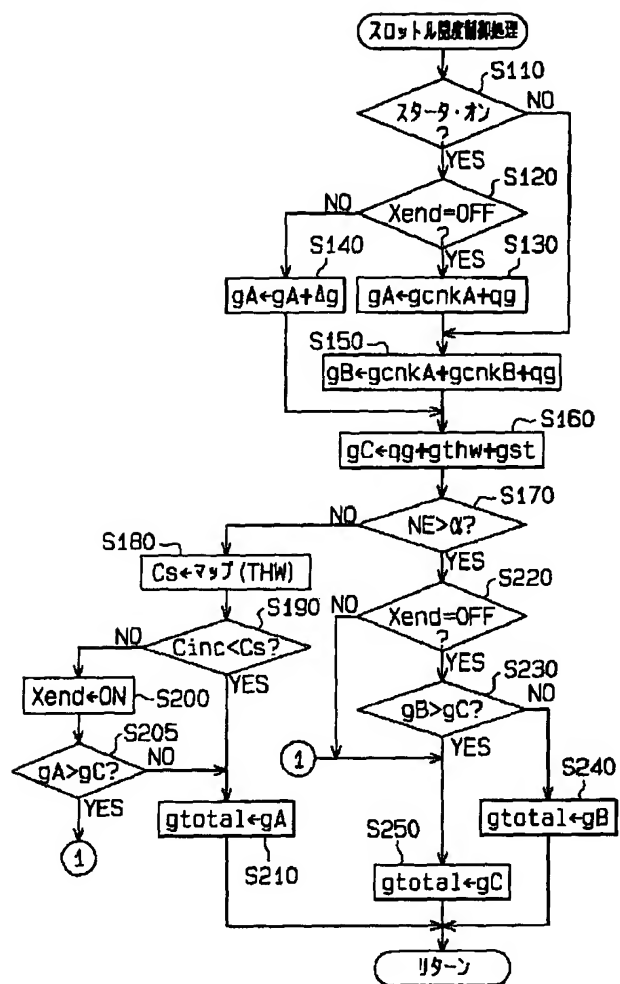 スロットル開度制御処理
S110
スタータ・オン
?
NO
YES
S120
Xend=OFF
?
NO
YES
S140
gA←gA+Δg
S130
gA←gcnkA+qg
S150
gB←gcnkA+gcnkB+qg
S160
gC←qg+gthw+gst
S170
NE>α?
NO
YES
S180
Cs←マップ(THW)
S220
Xend=OFF
?
NO
YES
S190
Cinc<Cs?
NO
YES
Xend←ON
S200
S230
gB>gC?
NO
YES
S205
gA>gC?
NO
YES
1
1
gtotal←gA
S210
S240
gtotal←gB
S250
gtotal←gC
リターン